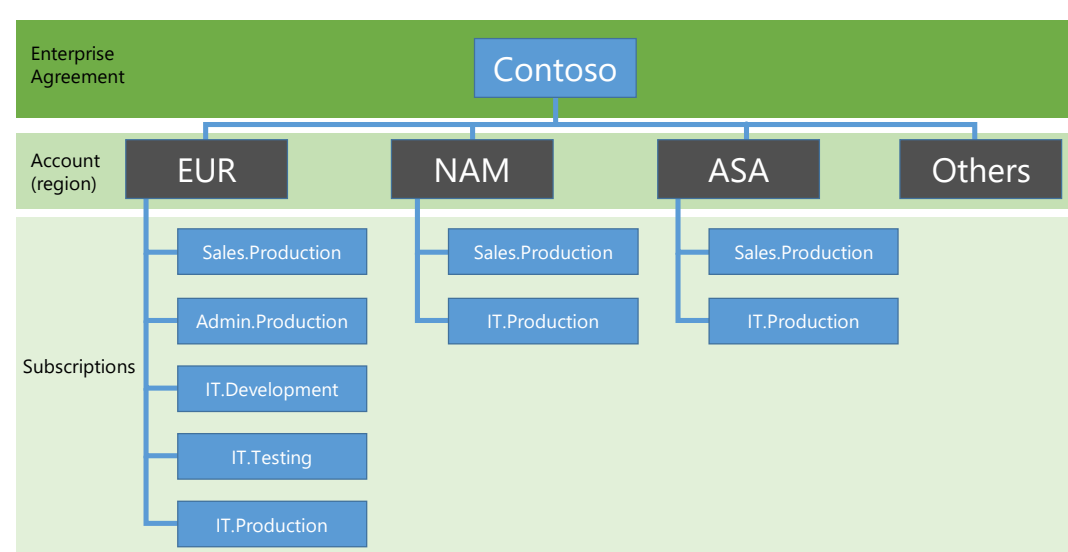 Enterprise
Agreement
Contoso
Account
(region)
EUR
NAM
ASA
Others
Subscriptions
Sales.Production
Admin.Production
IT.Development
IT.Testing
IT.Production
Sales.Production
IT.Production
Sales.Production
IT.Production